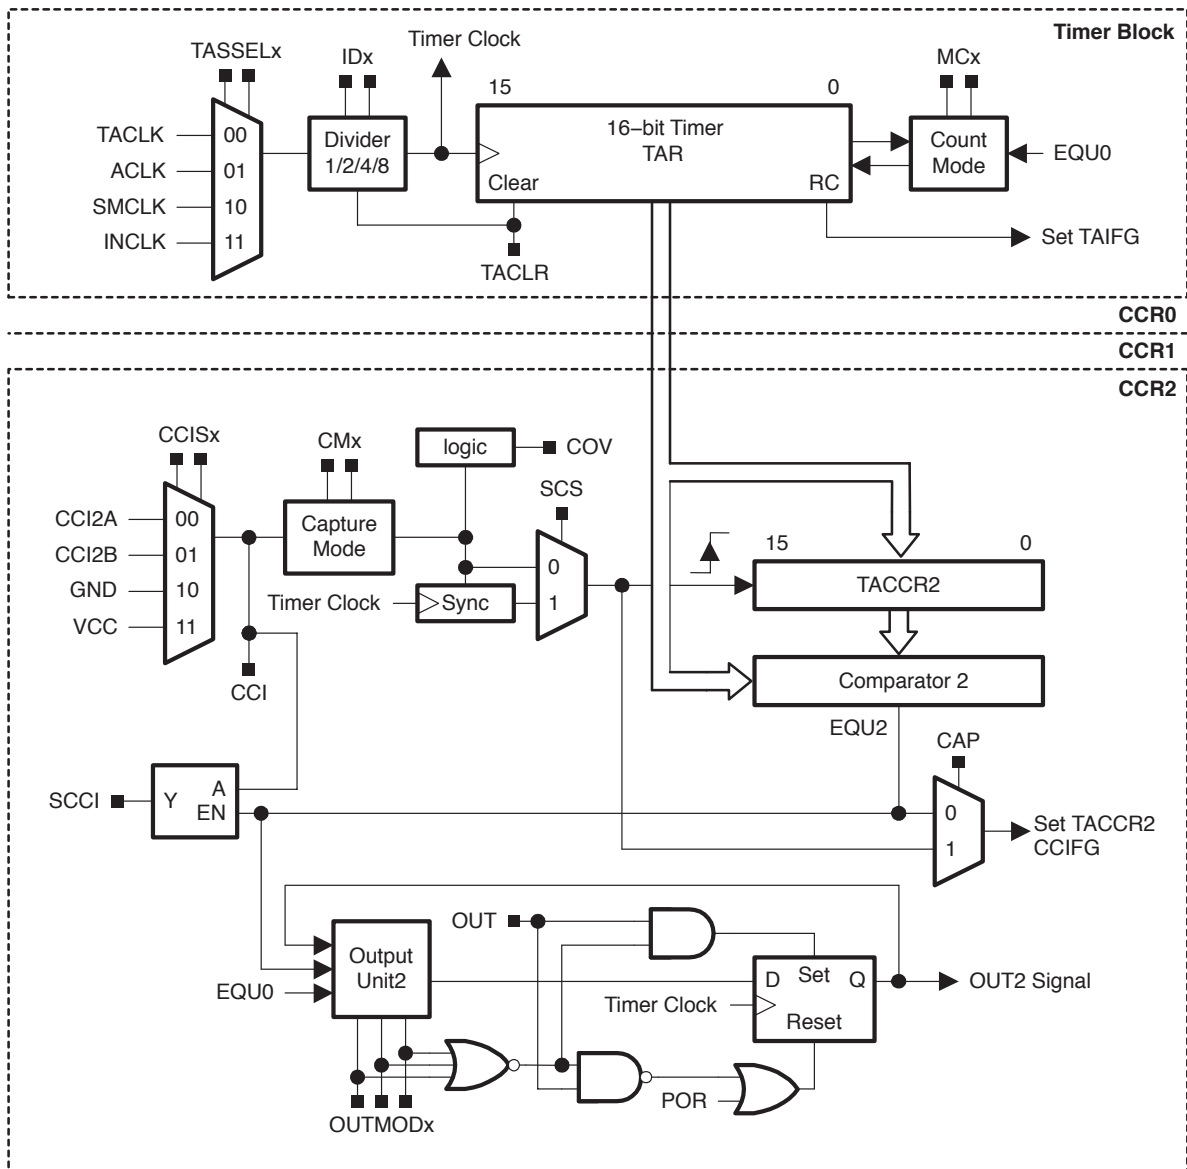 Timer Block
TASSELx
IDx
Timer Clock
15
0
MCx
TACLK
00
ACLK
01
SMCLK
10
INCLK
11
Divider
1/2/4/8
16−bit Timer
TAR
Clear
RC
Count
Mode
EQU0
Set TAIFG
TACLR
CCR0
CCR1
CCR2
CCISx
CMx
logic
COV
SCS
CCI2A
00
CCI2B
01
GND
10
VCC
11
Capture
Mode
Timer Clock
Sync
0
1
15
0
TACCR2
CCI
Comparator 2
EQU2
CAP
SCCI
Y
A
EN
0
1
Set TACCR2
CCIFG
OUT
Output
Unit2
EQU0
D
Set
Q
Timer Clock
Reset
OUT2 Signal
POR
OUTMODx